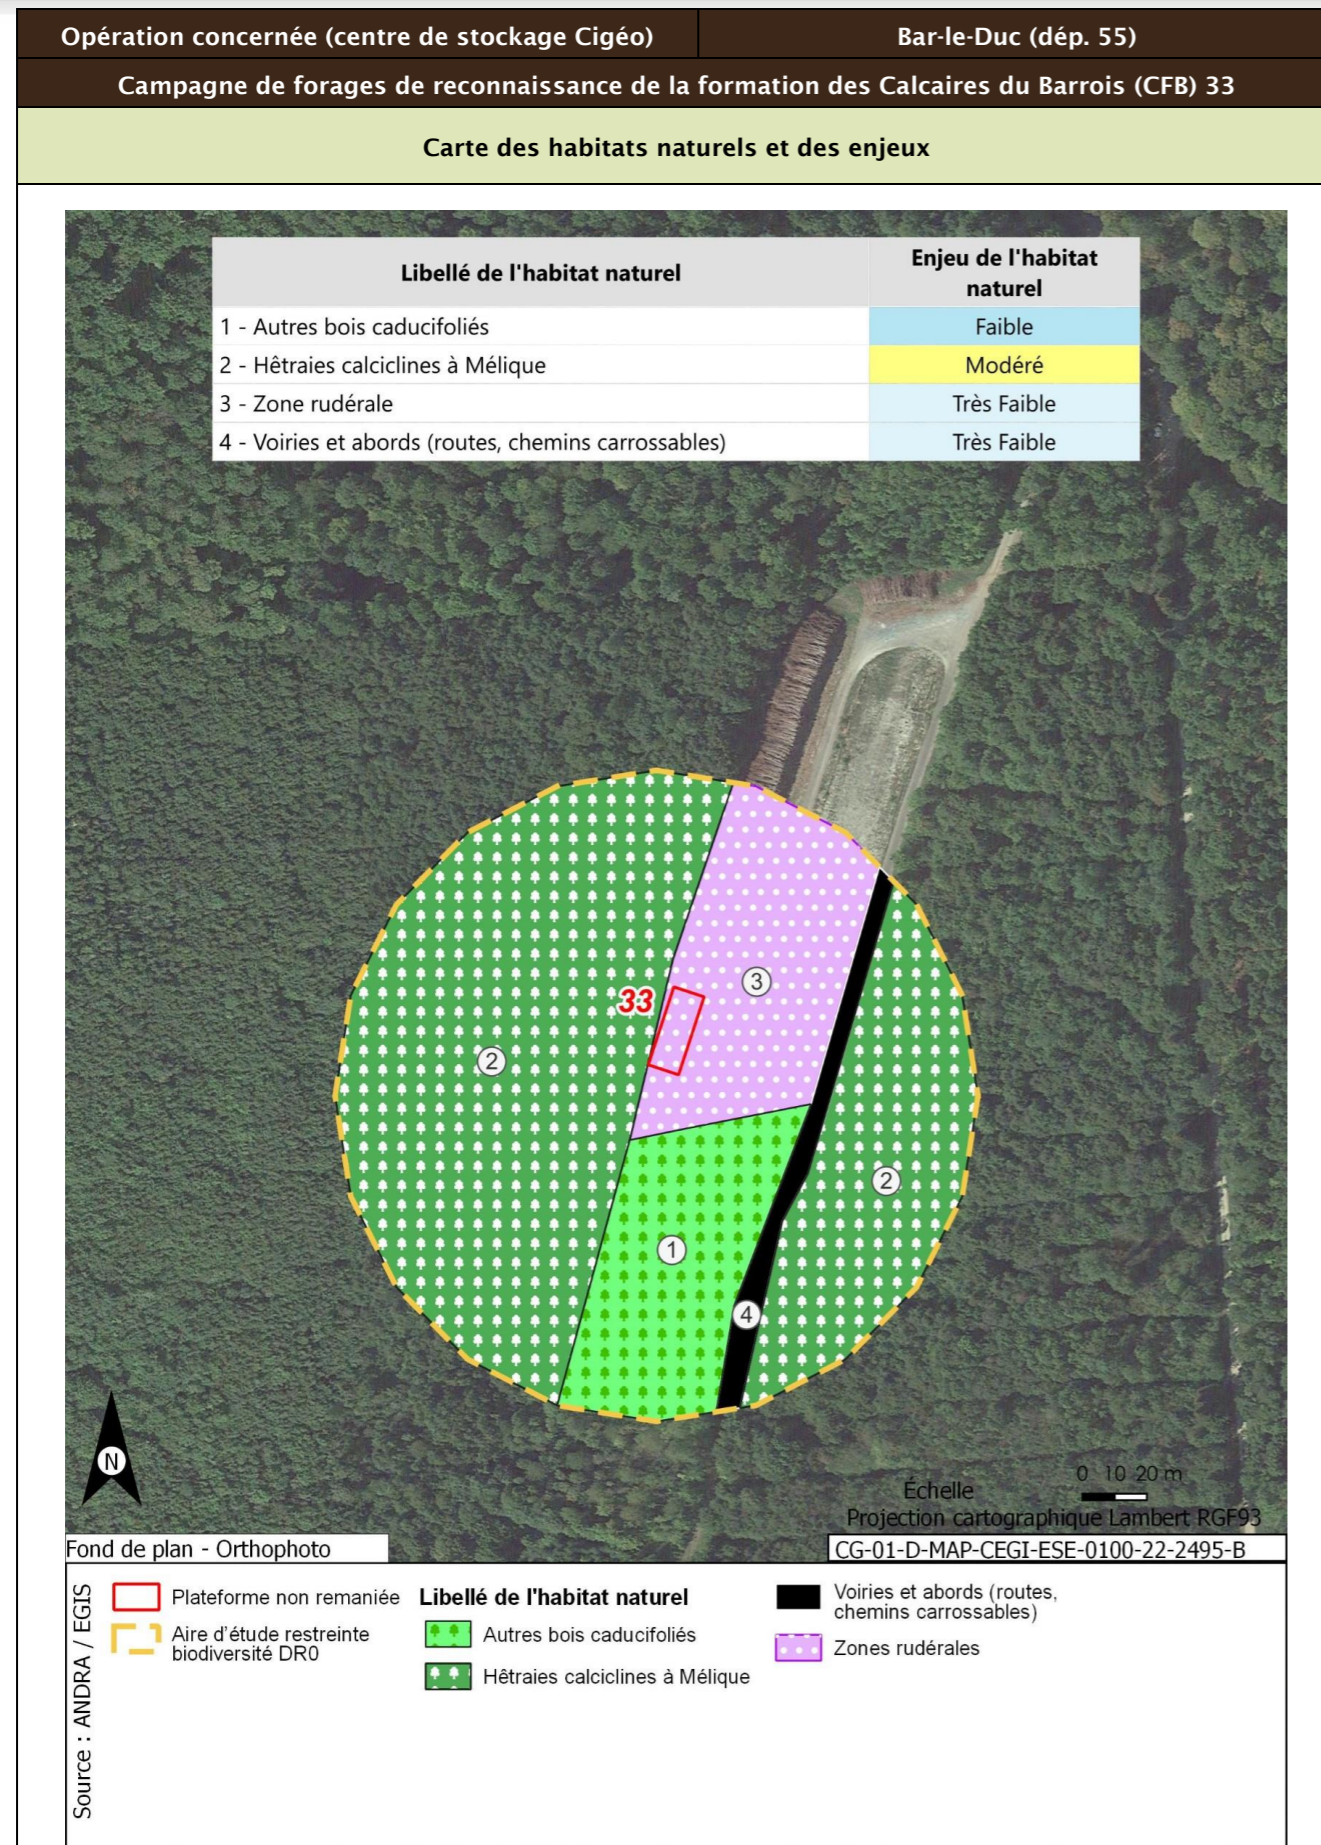 Opération concernée (centre de stockage Cigéo)
Bar-le-Duc (dép. 55)
Campagne de forages de reconnaissance de la formation des Calcaires du Barrois (CFB) 33
Carte des habitats naturels et des enjeux
Libellé de l'habitat naturel
Enjeu de l'habitat
naturel
1 - Autres bois caducifoliés
Faible
2 - Hêtraies calciclines à Mélique
Modéré
3 - Zone rudérale
Très Faible
4 - Voiries et abords (routes, chemins carrossables)
Très Faible
3
33
2
2
1
4
N
0 10 20 m
Échelle
Projection cartographique Lambert RGF93
Fond de plan - Orthophoto
CG-01-D-MAP-CEGI-ESE-0100-22-2495-B
Source : ANDRA / EGIS
Plateforme non remaniée
Aire d'étude restreinte
biodiversité DR0
Libellé de l'habitat naturel
Autres bois caducifoliés
Hêtraies calciclines à Mélique
Voiries et abords (routes,
chemins carrossables)
Zones rudérales